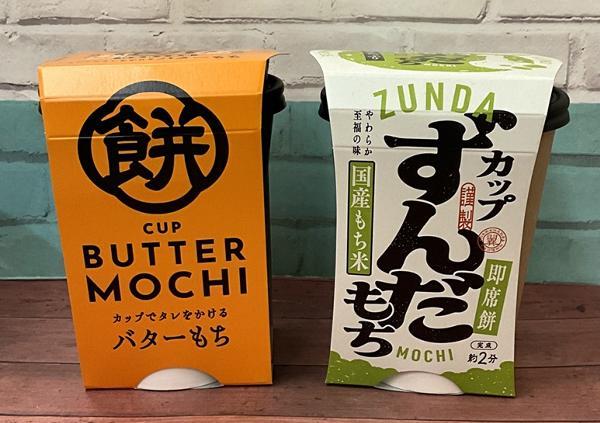 餅
CUP
BUTTER
MOCHI
カップでタレをかける
バターもち
ZUNDA
やわらか
至福の味
カップ
ずんだ
もち
謹製
国産もち米
即席餅
完成
約2分
MOCHI